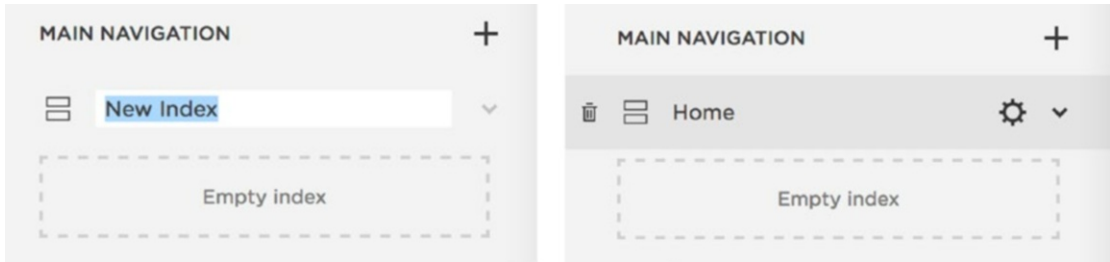 MAIN NAVIGATION
New Index
Empty index
MAIN NAVIGATION
Home
Empty index